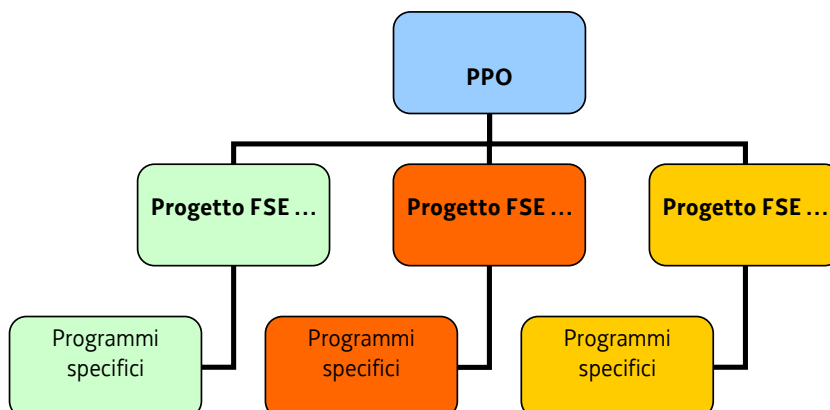 PPO
Progetto FSE …
Progetto FSE …
Progetto FSE …
Programmi
specifici
Programmi
specifici
Programmi
specifici